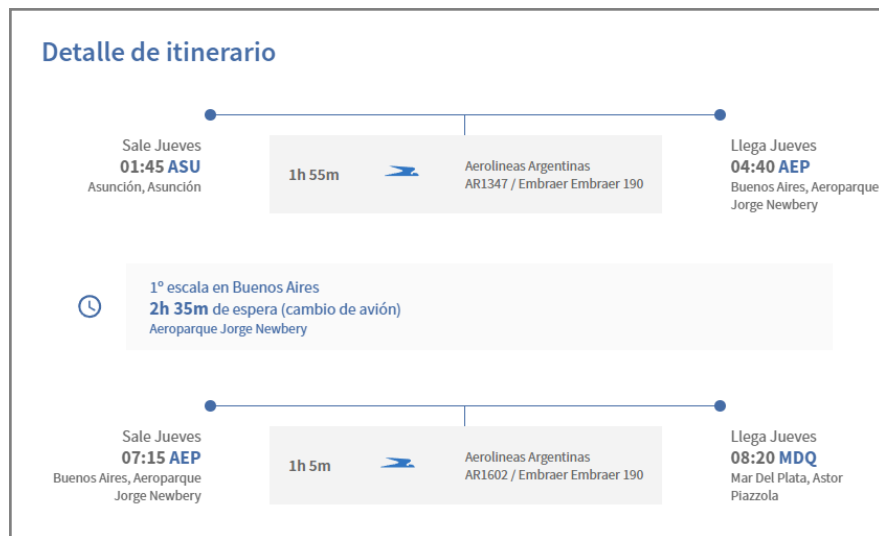 Detalle de itinerario
Sale Jueves
01:45 ASU
Asunción, Asunción
1h 55m
Aerolineas Argentinas
AR1347 / Embraer Embraer 190
Llega Jueves
04:40 AEP
Buenos Aires, Aeroparque
Jorge Newbery
1º escala en Buenos Aires
2h 35m de espera (cambio de avión)
Aeroparque Jorge Newbery
Sale Jueves
07:15 AEP
Buenos Aires, Aeroparque
Jorge Newbery
1h 5m
Aerolineas Argentinas
AR1602 / Embraer Embraer 190
Llega Jueves
08:20 MDQ
Mar Del Plata, Astor
Piazzola